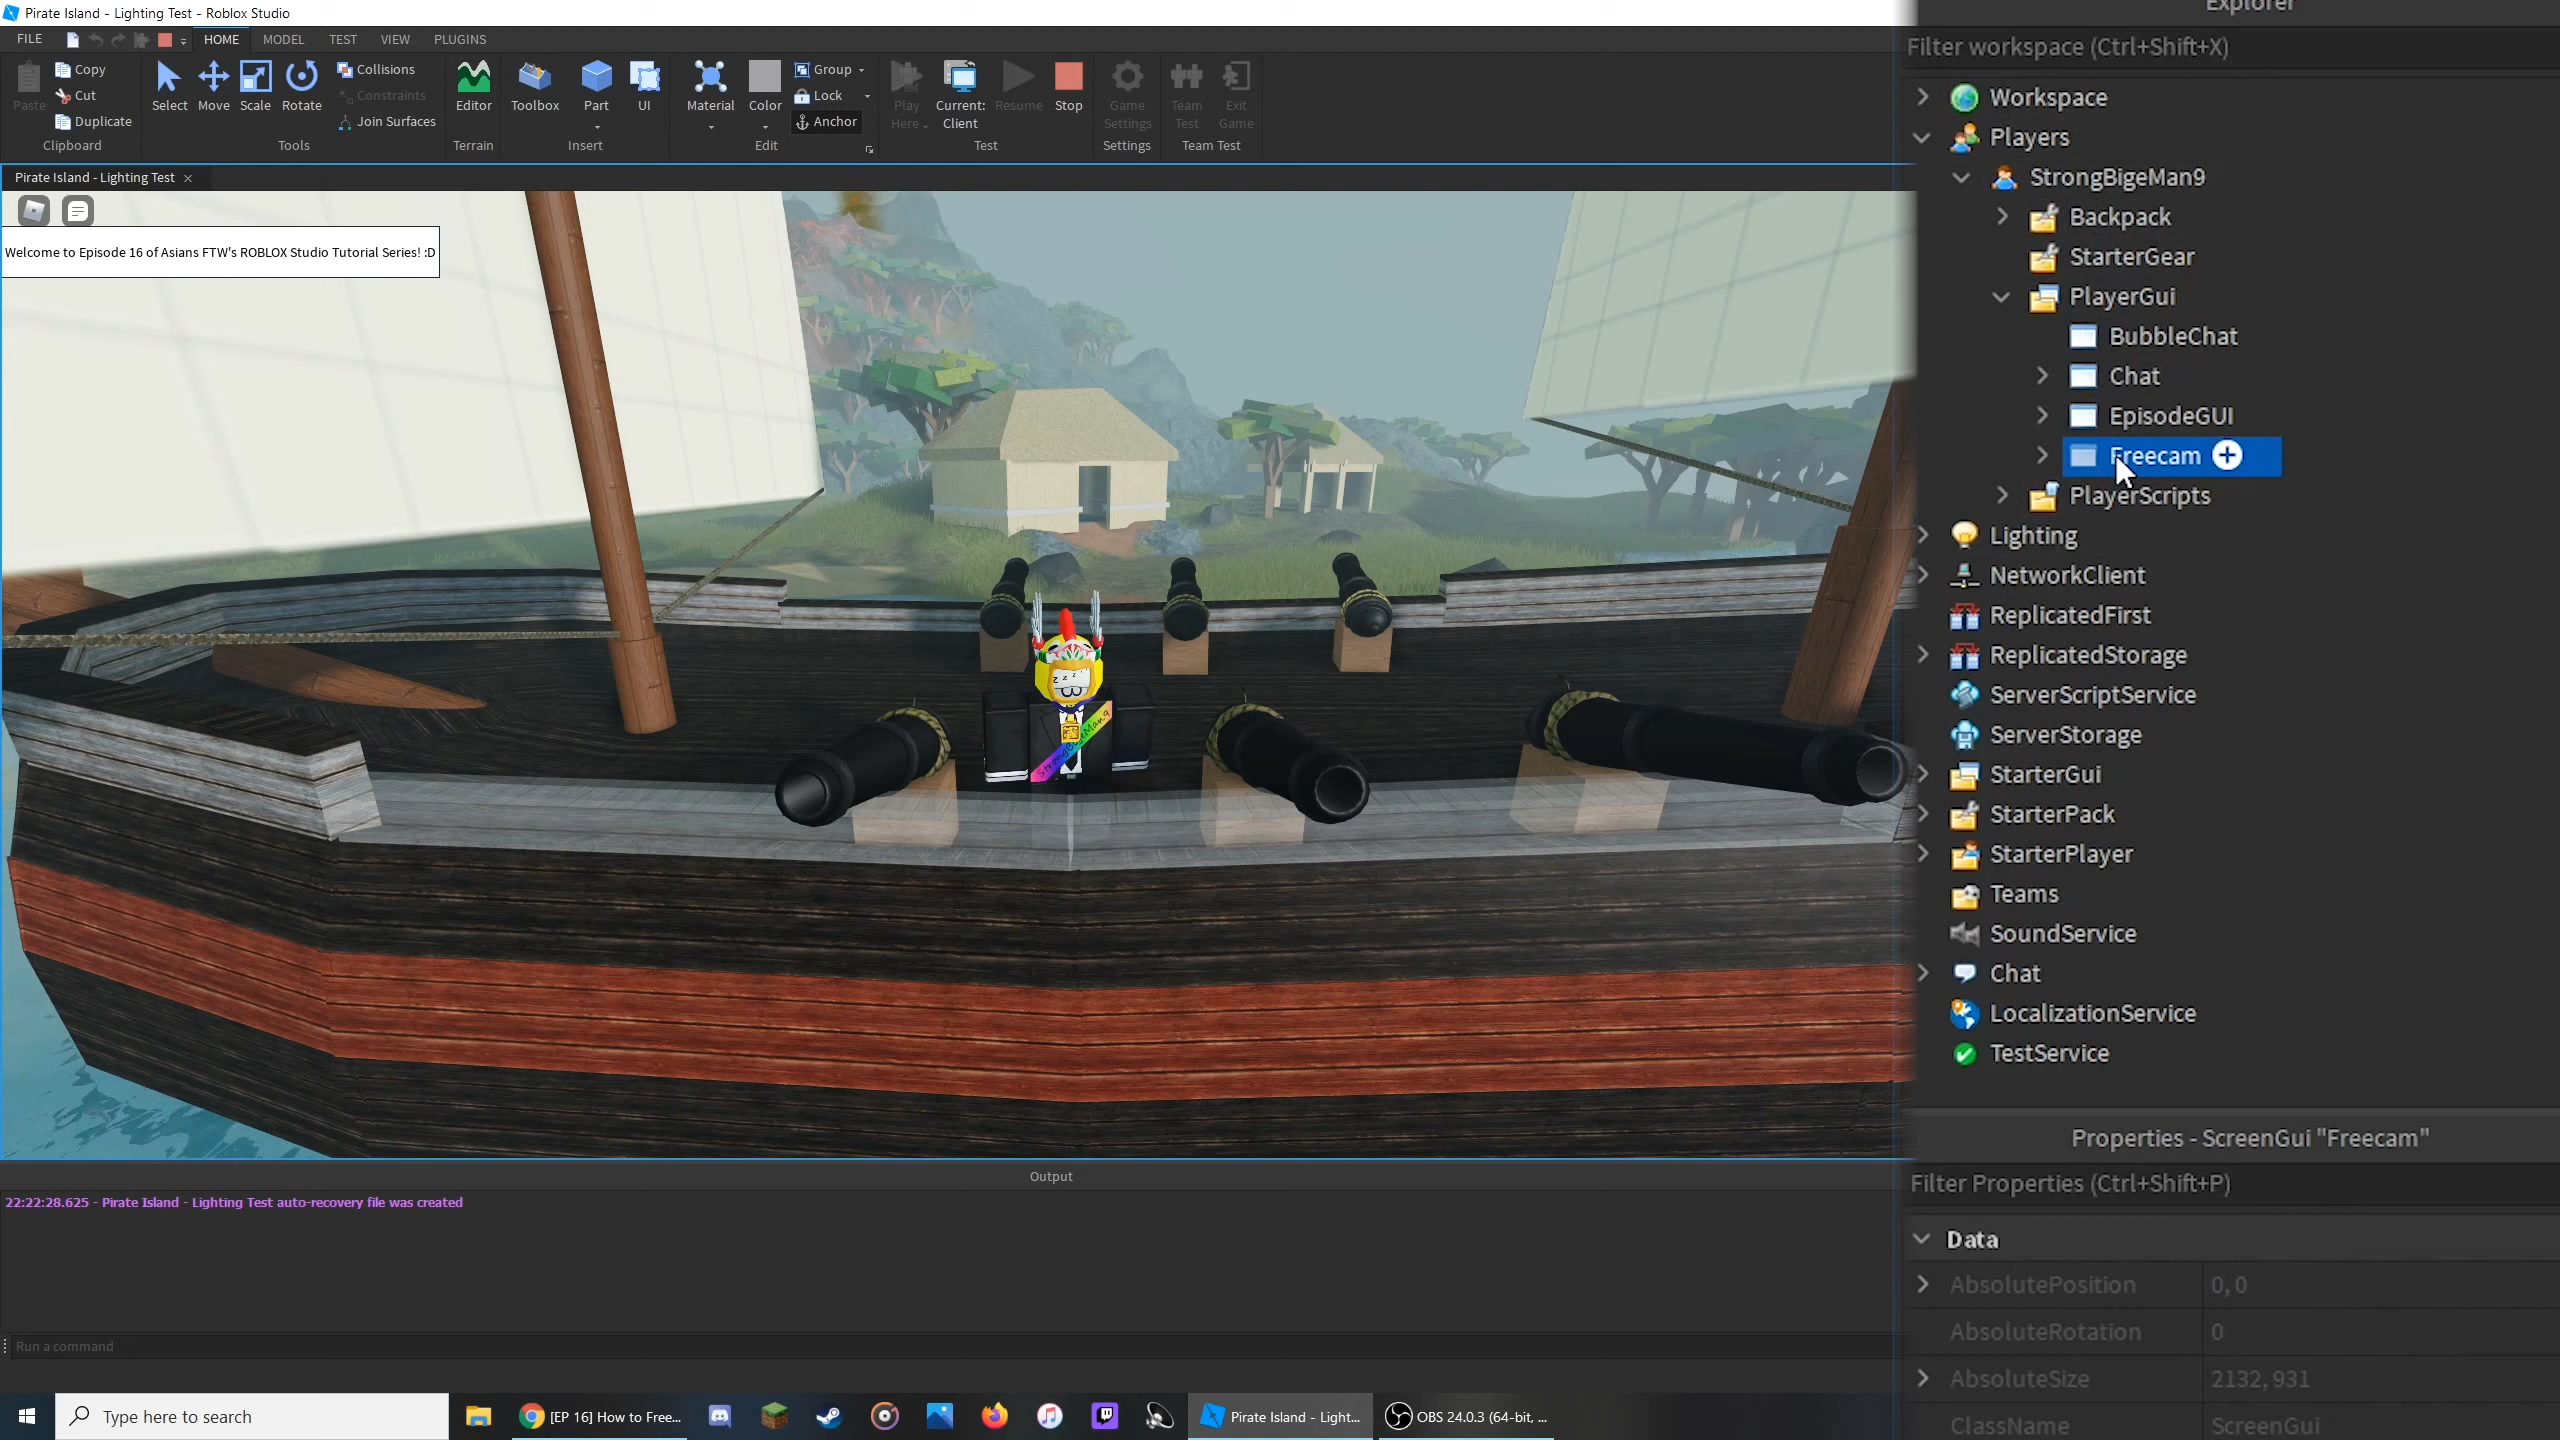 Pirate Island - Lighting Test - Roblox Studio
FILE
HOME
MODEL
TEST
VIEW
PLUGINS
Paste
Copy
Cut
Duplicate
Clipboard
Select
Move
Scale
Rotate
Collisions
Constraints
Join Surfaces
Tools
Editor
Terrain
Toolbox
Part
UI
Insert
Material
Color
Group
Lock
Anchor
Edit
Play
Here
Current:
Client
Resume
Stop
Test
Game
Settings
Settings
Team
Test
Exit
Game
Team Test
Pirate Island - Lighting Test
Welcome to Episode 16 of Asians FTW's ROBLOX Studio Tutorial Series! :D
z z z
StrongBigeMan9
Explorer
Filter workspace (Ctrl+Shift+X)
Workspace
Players
StrongBigeMan9
Backpack
StarterGear
PlayerGui
BubbleChat
Chat
EpisodeGUI
Freecam
PlayerScripts
Lighting
NetworkClient
ReplicatedFirst
ReplicatedStorage
ServerScriptService
ServerStorage
StarterGui
StarterPack
StarterPlayer
Teams
SoundService
Chat
LocalizationService
TestService
Properties - ScreenGui "Freecam"
Filter Properties (Ctrl+Shift+P)
Data
AbsolutePosition 0, 0
AbsoluteRotation 0
AbsoluteSize 2132, 931
ClassName ScreenGui
Output
22:22:28.625 - Pirate Island - Lighting Test auto-recovery file was created
Run a command
Type here to search
[EP 16] How to Free...
Pirate Island - Light...
OBS 24.0.3 (64-bit, ...